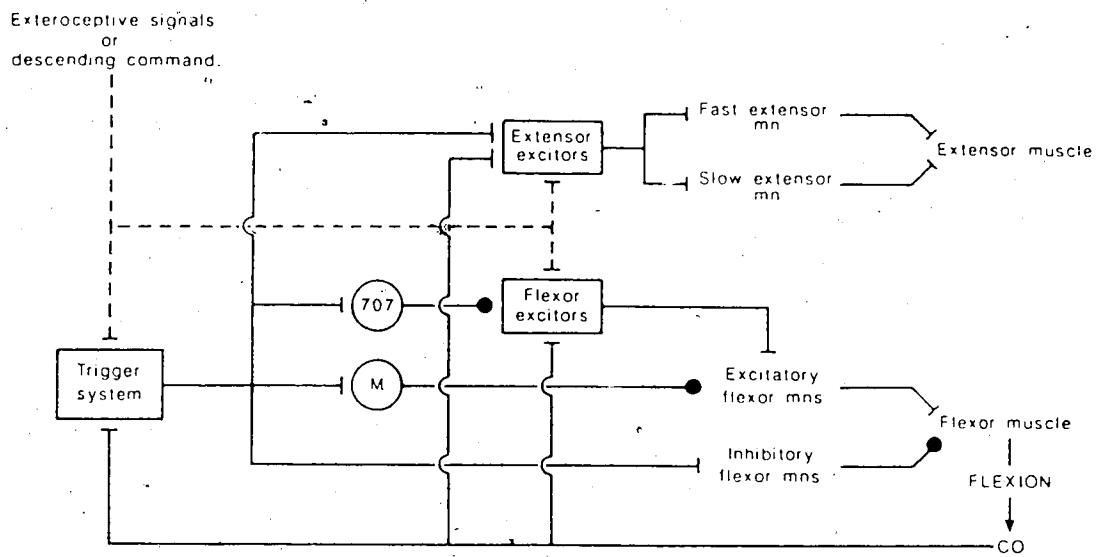 Exteroceptive signals
or
descending command.
Fast extensor
mn
Extensor
excitors
Extensor muscle
Slow extensor
mn
707
Flexor
excitors
Trigger
system
M
Excitatory
flexor mns
Flexor muscle
Inhibitory
flexor mns
FLEXION
CO